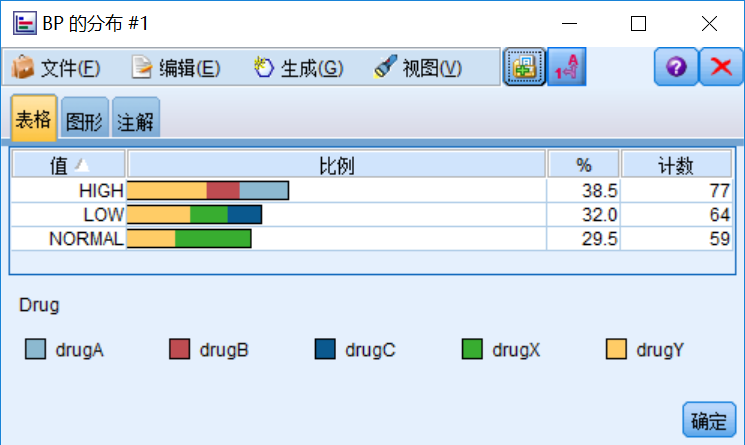 BP 的分布 #1
文件(F) 编辑(E) 生成(G) 视图(V)
表格 图形 注解
值 比例 % 计数
HIGH 38.5 77
LOW 32.0 64
NORMAL 29.5 59
Drug
drugA drugB drugC drugX drugY
确定